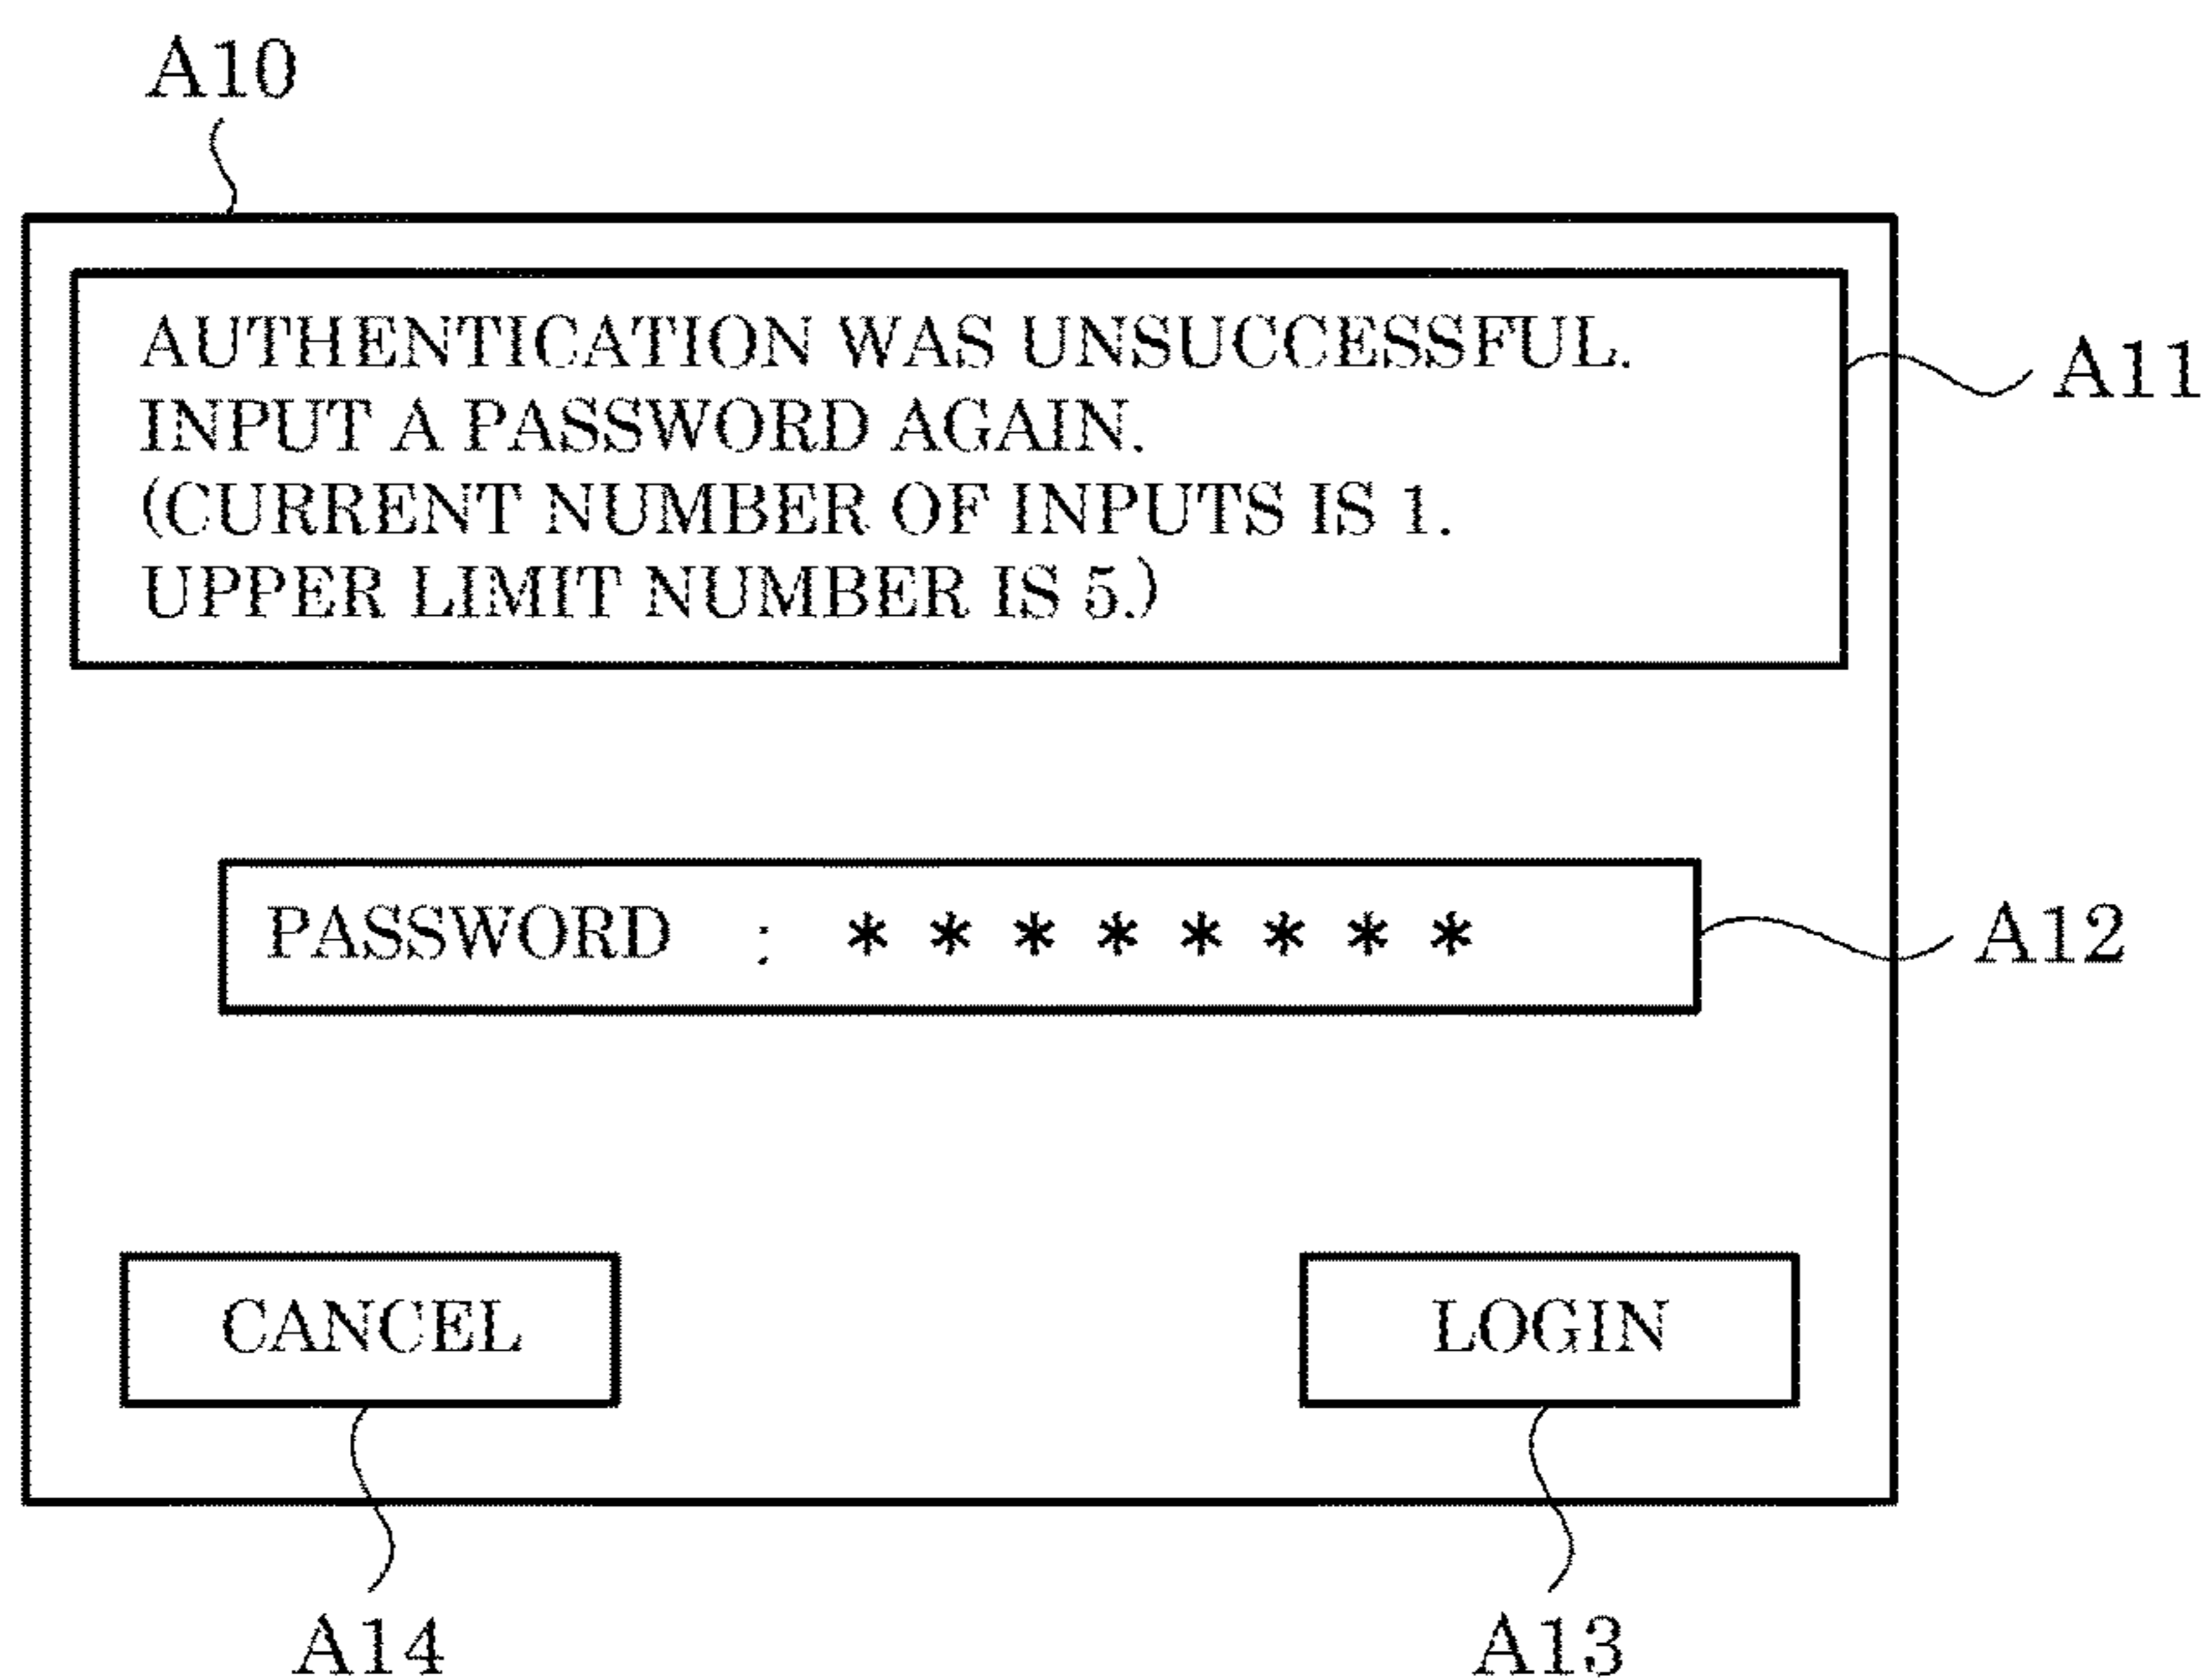 A10
AUTHENTICATION WAS UNSUCCESSFUL.
INPUT A PASSWORD AGAIN.
(CURRENT NUMBER OF INPUTS IS 1.
UPPER LIMIT NUMBER IS 5.)
A11
PASSWORD : * * * * * * * *
A12
CANCEL
LOGIN
A14
A13